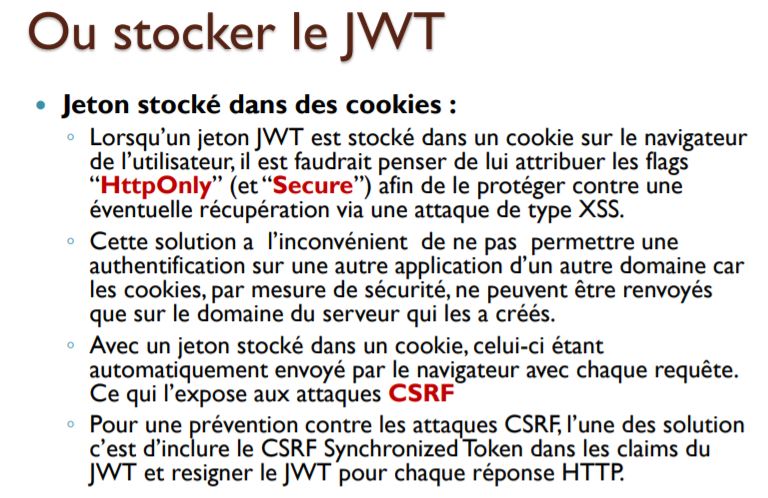 Ou stocker le JWT
• Jeton stocké dans des cookies :
◦ Lorsqu'un jeton JWT est stocké dans un cookie sur le navigateur
de l'utilisateur, il est faudrait penser de lui attribuer les flags
“HttpOnly” (et “Secure”) afin de le protéger contre une
éventuelle récupération via une attaque de type XSS.
◦ Cette solution a l'inconvénient de ne pas permettre une
authentification sur une autre application d'un autre domaine car
les cookies, par mesure de sécurité, ne peuvent être renvoyés
que sur le domaine du serveur qui les a créés.
◦ Avec un jeton stocké dans un cookie, celui-ci étant
automatiquement envoyé par le navigateur avec chaque requête.
Ce qui l'expose aux attaques CSRF
◦ Pour une prévention contre les attaques CSRF, l'une des solution
c'est d'inclure le CSRF Synchronized Token dans les claims du
JWT et resigner le JWT pour chaque réponse HTTP.